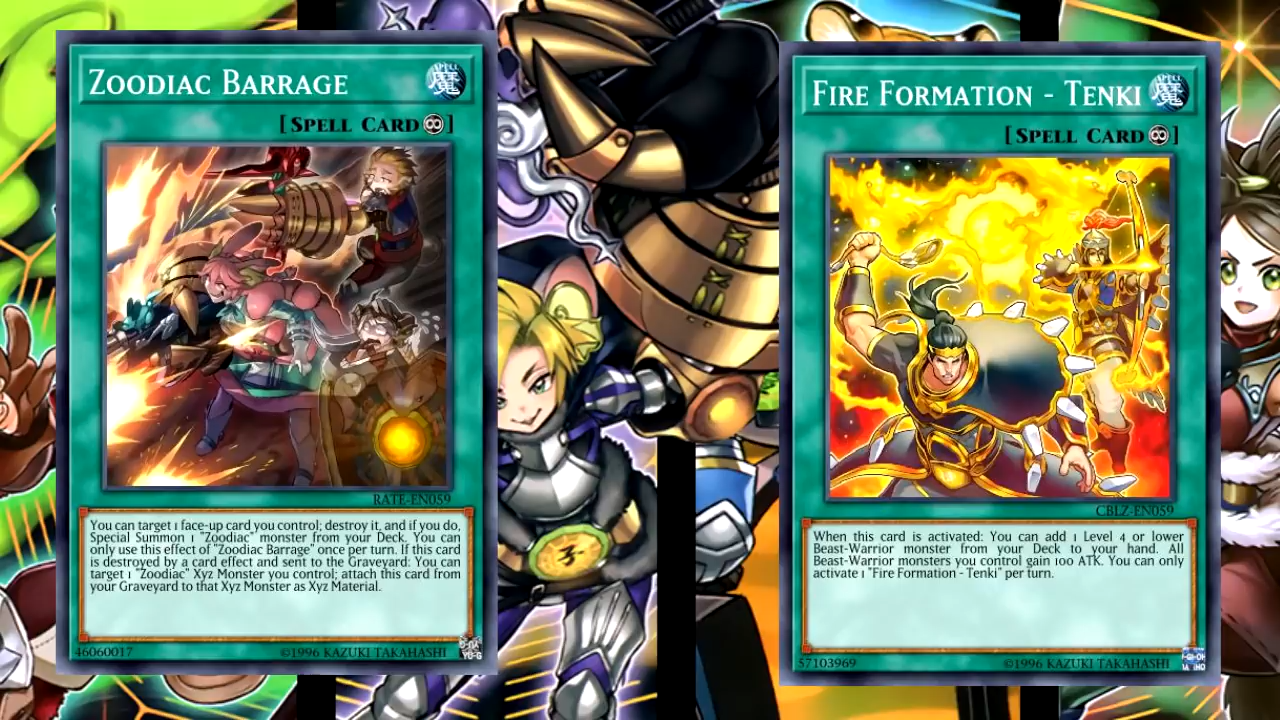 ZOODIAC BARRAGE
SPELL
魔
[SPELL CARD]
RATE-EN059
You can target 1 face-up card you control; destroy it, and if you do,
Special Summon 1 "Zoodiac" monster from your Deck. You can
only use this effect of "Zoodiac Barrage" once per turn. If this card
is destroyed by a card effect and sent to the Graveyard: You can
target 1 "Zoodiac" Xyz Monster you control; attach this card from
your Graveyard to that Xyz Monster as Xyz Material.
46060017
©1996 KAZUKI TAKAHASHI
FIRE FORMATION - TENKI
SPELL
魔
[SPELL CARD]
CBLZ-EN059
When this card is activated: You can add 1 Level 4 or lower
Beast-Warrior monster from your Deck to your hand. All
Beast-Warrior monsters you control gain 100 ATK. You can only
activate 1 "Fire Formation - Tenki" per turn.
57103969
©1996 KAZUKI TAKAHASHI